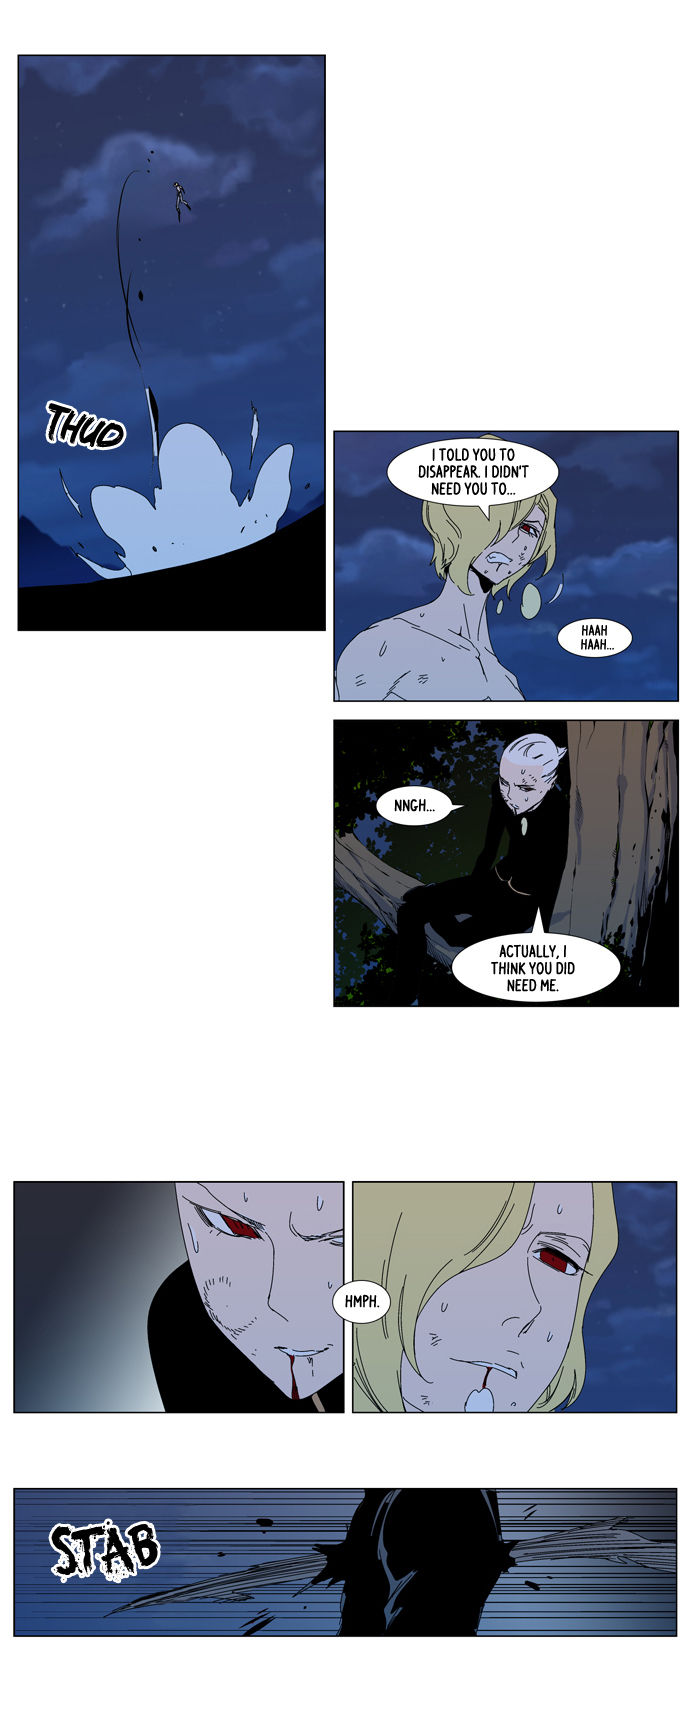 THUD
I TOLD YOU TO
DISAPPEAR. I DIDN'T
NEED YOU TO...
HAAH
HAAH...
NNGH...
ACTUALLY, I
THINK YOU DID
NEED ME.
HMPH.
STAB